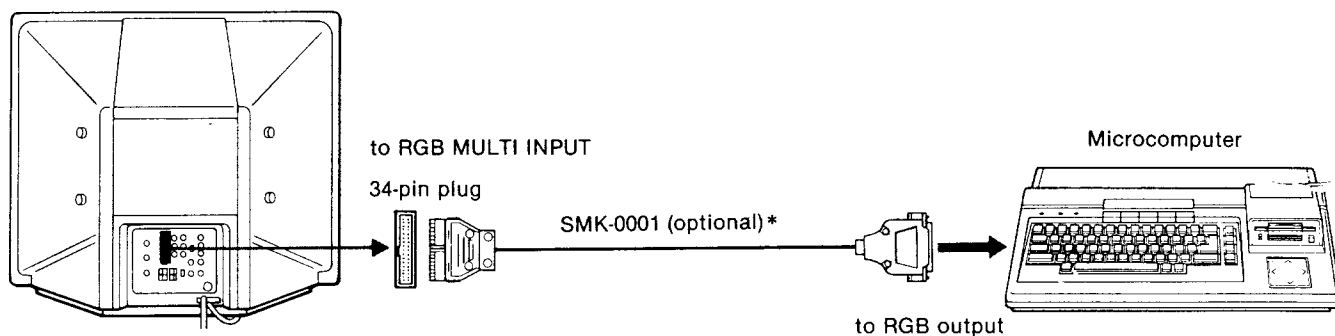 to RGB MULTI INPUT
34-pin plug
SMK-0001 (optional)*
Microcomputer
to RGB output